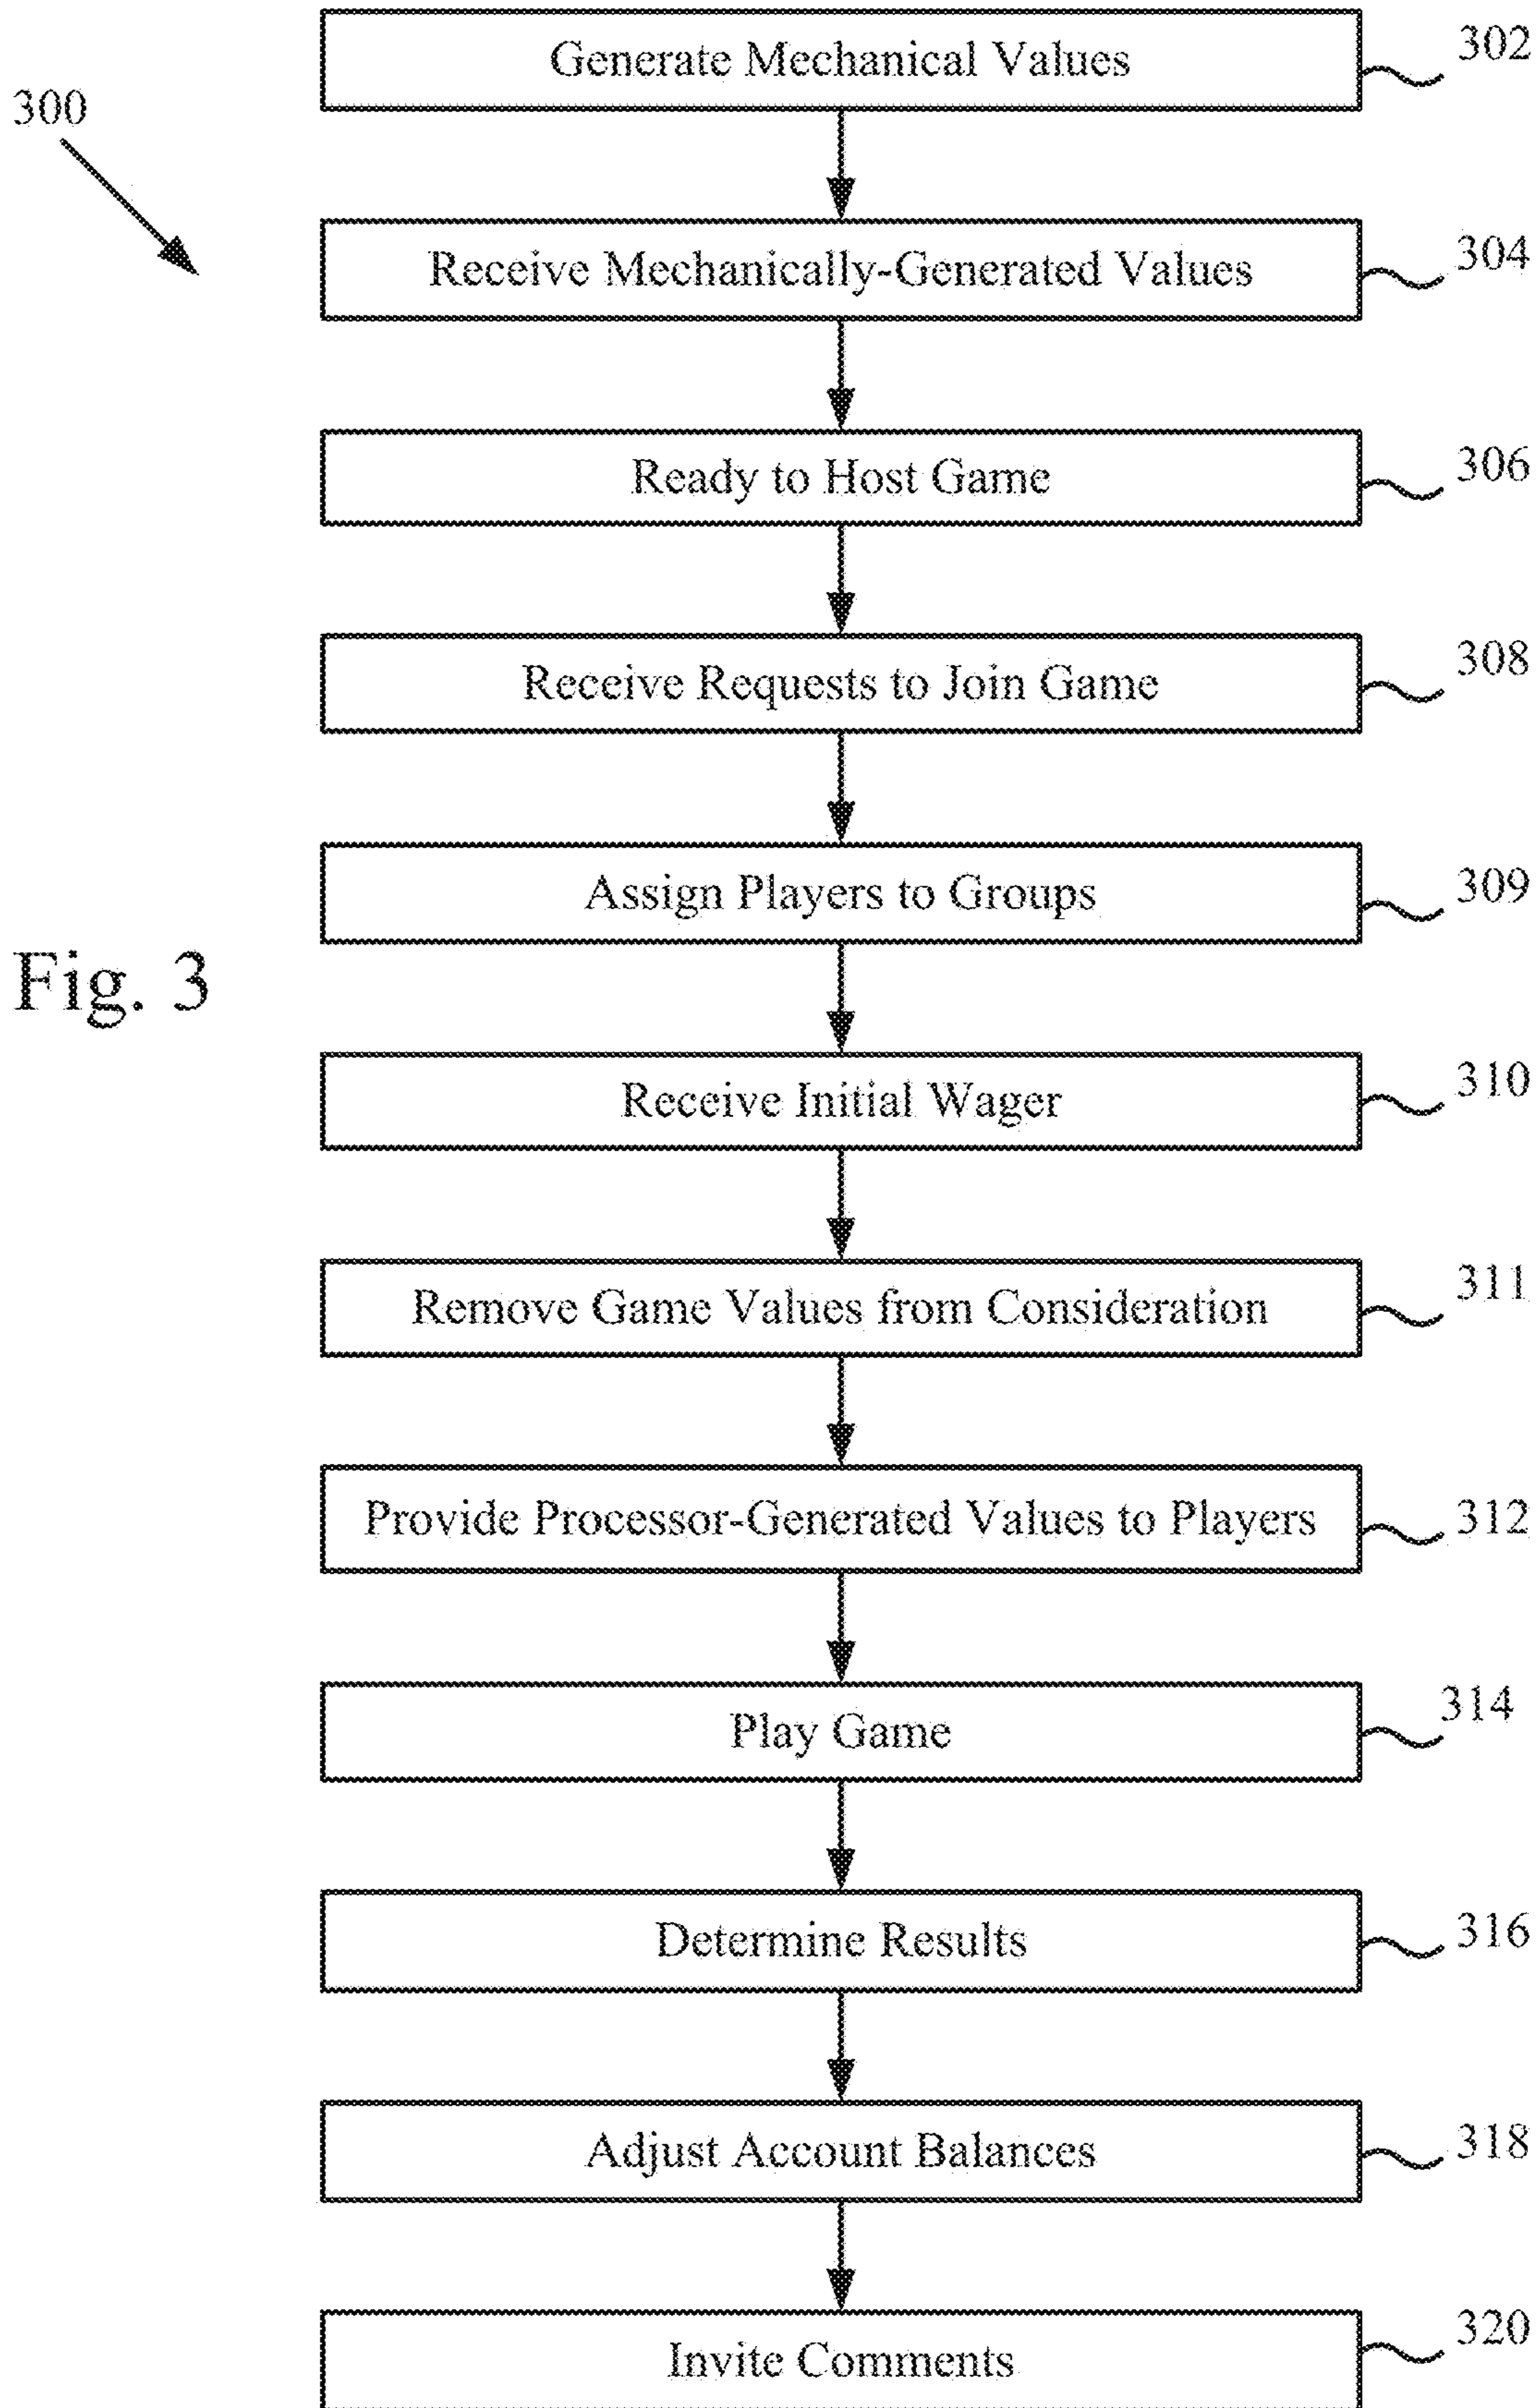 Generate Mechanical Values
302
300
Receive Mechanically-Generated Values
304
Ready to Host Game
306
Receive Requests to Join Game
308
Assign Players to Groups
309
Fig. 3
Receive Initial Wager
310
Remove Game Values from Consideration
311
Provide Processor-Generated Values to Players
312
Play Game
314
Determine Results
316
Adjust Account Balances
318
Invite Comments
320